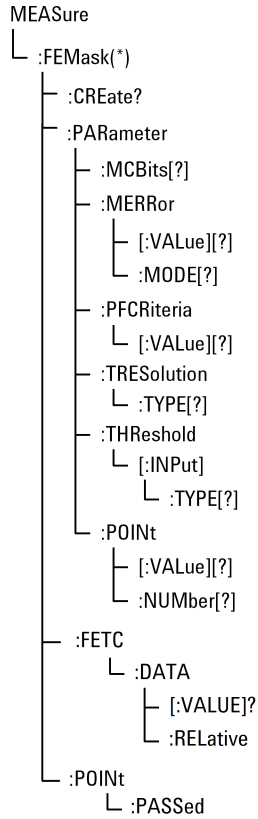 MEASure
:FEMask(*)
:CREate?
:PARameter
:MCBits[?]
:MERRor
[:VALue][?]
:MODE[?]
:PFCRiteria
[:VALue][?]
:TRESolution
:TYPE[?]
:THReshold
[:INPut]
:TYPE[?]
:POINt
[:VALue][?]
:NUMber[?]
:FETC
:DATA
[:VALUE]?
:RELative
:POINt
:PASSed